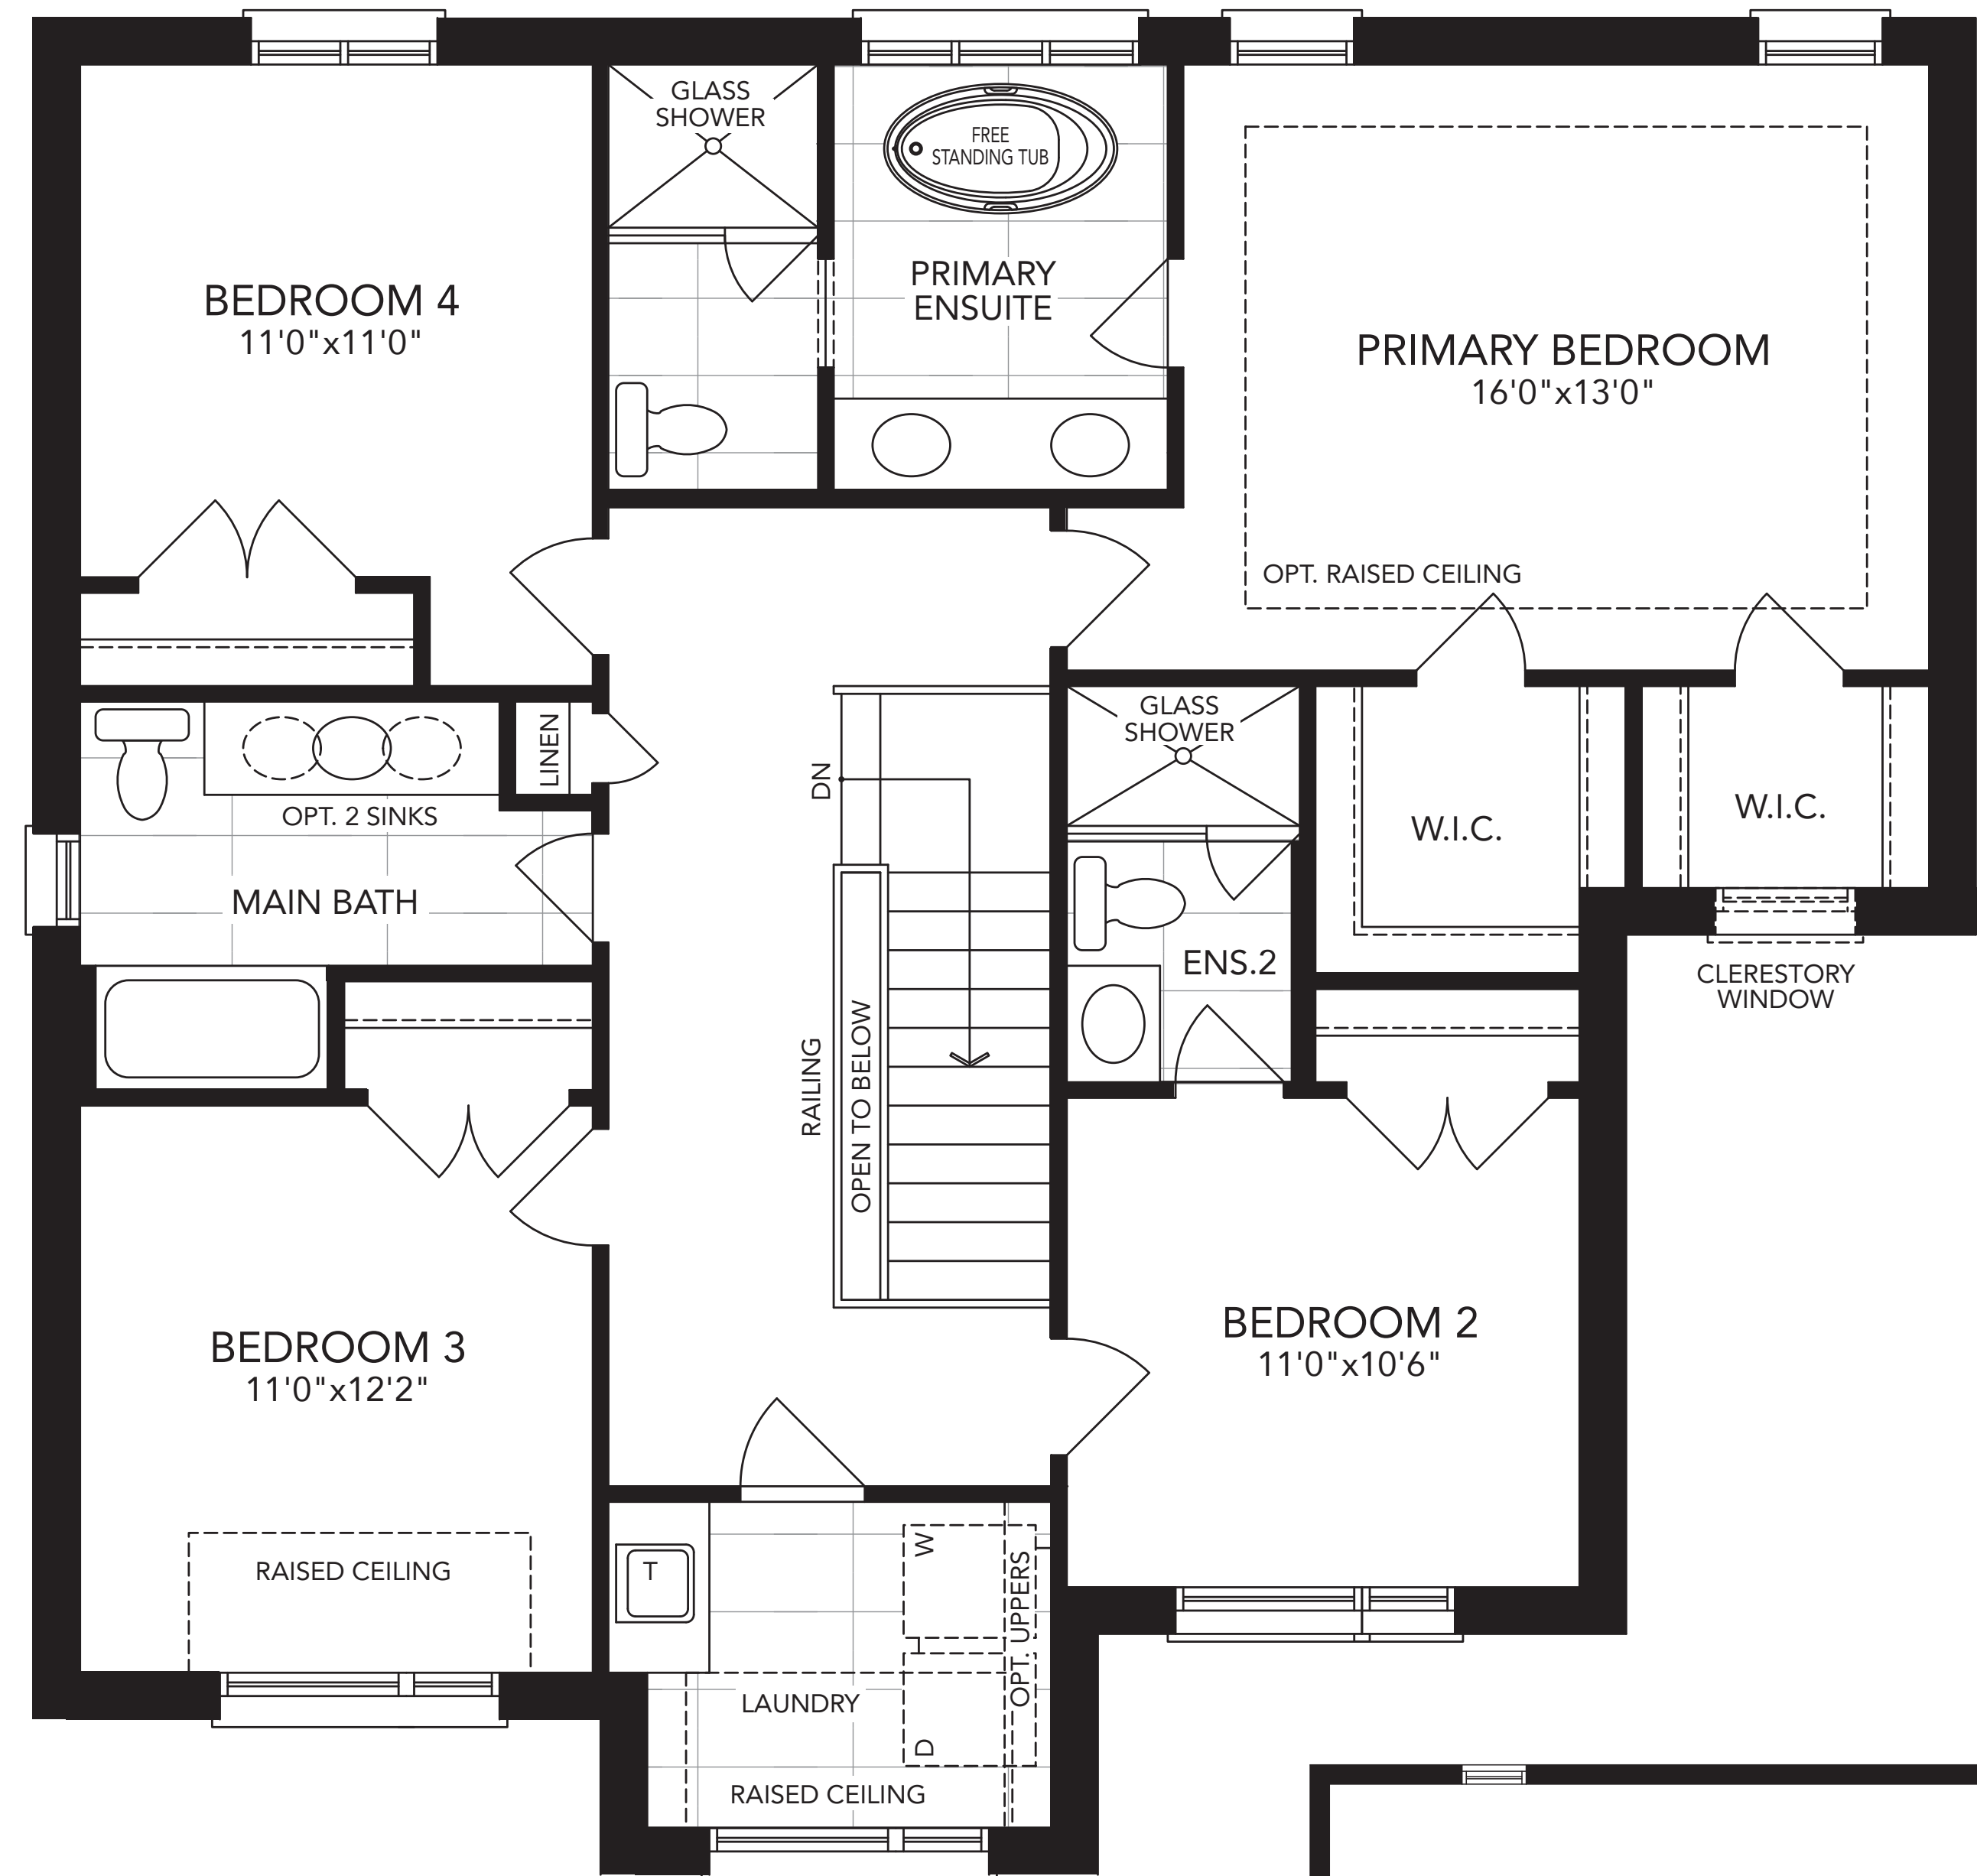 GLASS
SHOWER
FREE
STANDING TUB
BEDROOM 4
11'0"x11'0"
PRIMARY
ENSUITE
PRIMARY BEDROOM
16'0"x13'0"
OPT. RAISED CEILING
LINEN
OPT. 2 SINKS
MAIN BATH
DN
GLASS
SHOWER
W.I.C.
W.I.C.
ENS.2
CLERESTORY
WINDOW
RAILING
OPEN TO BELOW
BEDROOM 3
11'0"x12'2"
BEDROOM 2
11'0"x10'6"
RAISED CEILING
T
W
OPT. UPPERS
LAUNDRY
D
RAISED CEILING